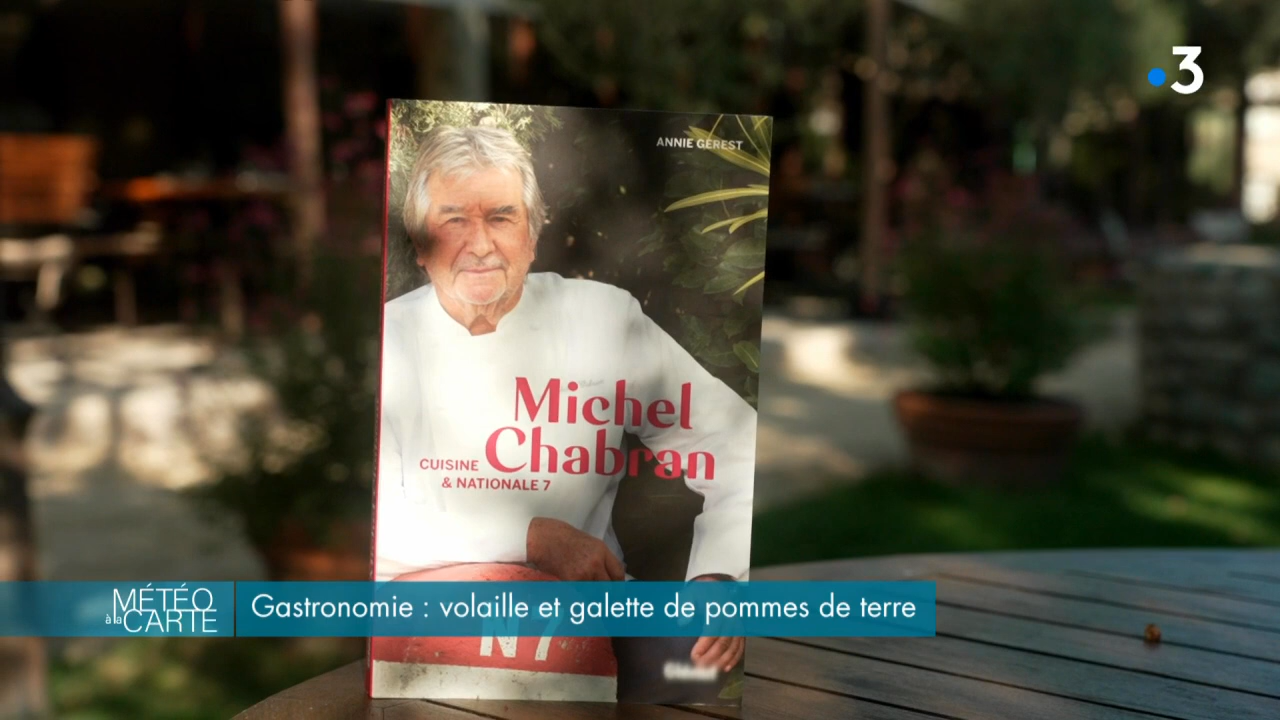 3
ANNIE GÉREST
Michel
Chabran
CUISINE
& NATIONALE 7
MÉTÉO
à la CARTE
Gastronomie : volaille et galette de pommes de terre
N7